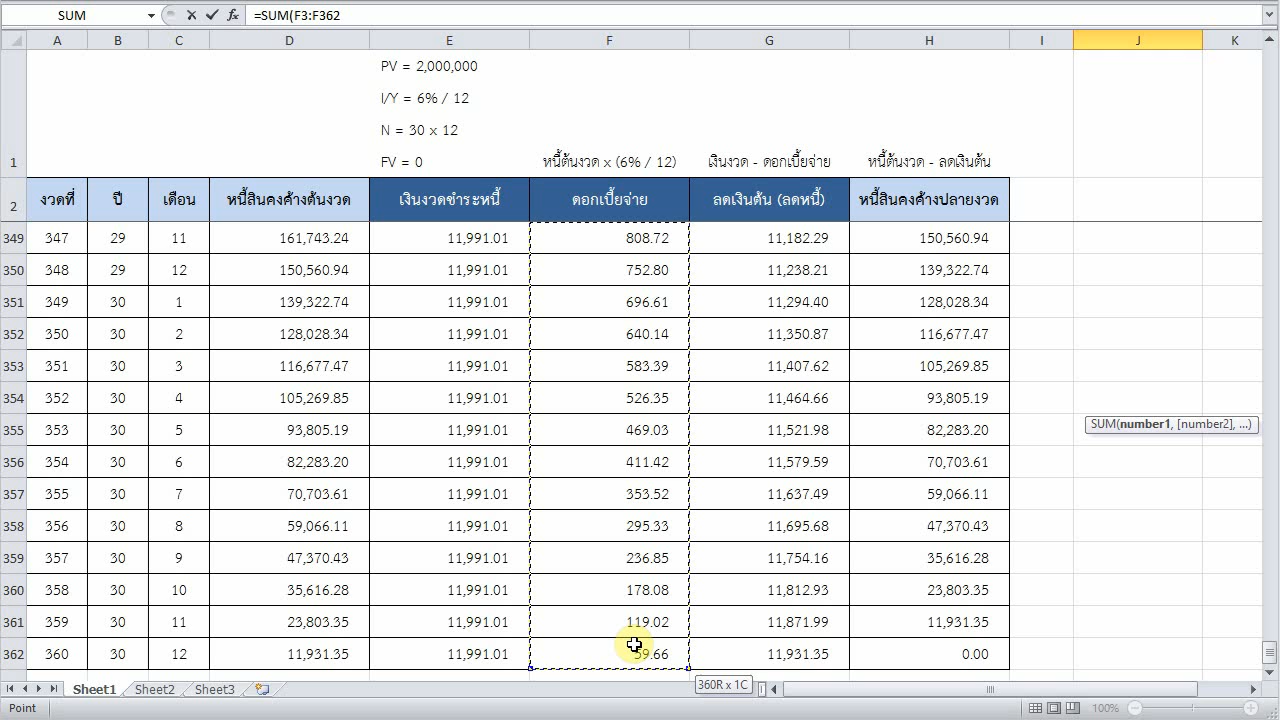 SUM fx =SUM(F3:F362
A B C D E F G H I J K
PV = 2,000,000
I/Y = 6% / 12
N = 30 x 12
1 FV = 0 หนี้ต้นงวด x (6% / 12) เงินงวด - ดอกเบี้ยจ่าย หนี้ต้นงวด - ลดเงินต้น
2 งวดที่ ปี เดือน หนี้สินคงค้างต้นงวด เงินงวดชำระหนี้ ดอกเบี้ยจ่าย ลดเงินต้น (ลดหนี้) หนี้สินคงค้างปลายงวด
349 347 29 11 161,743.24 11,991.01 808.72 11,182.29 150,560.94
350 348 29 12 150,560.94 11,991.01 752.80 11,238.21 139,322.74
351 349 30 1 139,322.74 11,991.01 696.61 11,294.40 128,028.34
352 350 30 2 128,028.34 11,991.01 640.14 11,350.87 116,677.47
353 351 30 3 116,677.47 11,991.01 583.39 11,407.62 105,269.85
354 352 30 4 105,269.85 11,991.01 526.35 11,464.66 93,805.19
355 353 30 5 93,805.19 11,991.01 469.03 11,521.98 82,283.20
SUM(number1, [number2], ...)
356 354 30 6 82,283.20 11,991.01 411.42 11,579.59 70,703.61
357 355 30 7 70,703.61 11,991.01 353.52 11,637.49 59,066.11
358 356 30 8 59,066.11 11,991.01 295.33 11,695.68 47,370.43
359 357 30 9 47,370.43 11,991.01 236.85 11,754.16 35,616.28
360 358 30 10 35,616.28 11,991.01 178.08 11,812.93 23,803.35
361 359 30 11 23,803.35 11,991.01 119.02 11,871.99 11,931.35
362 360 30 12 11,931.35 11,991.01 59.66 11,931.35 0.00
360R x 1C
Sheet1 Sheet2 Sheet3
Point 100%